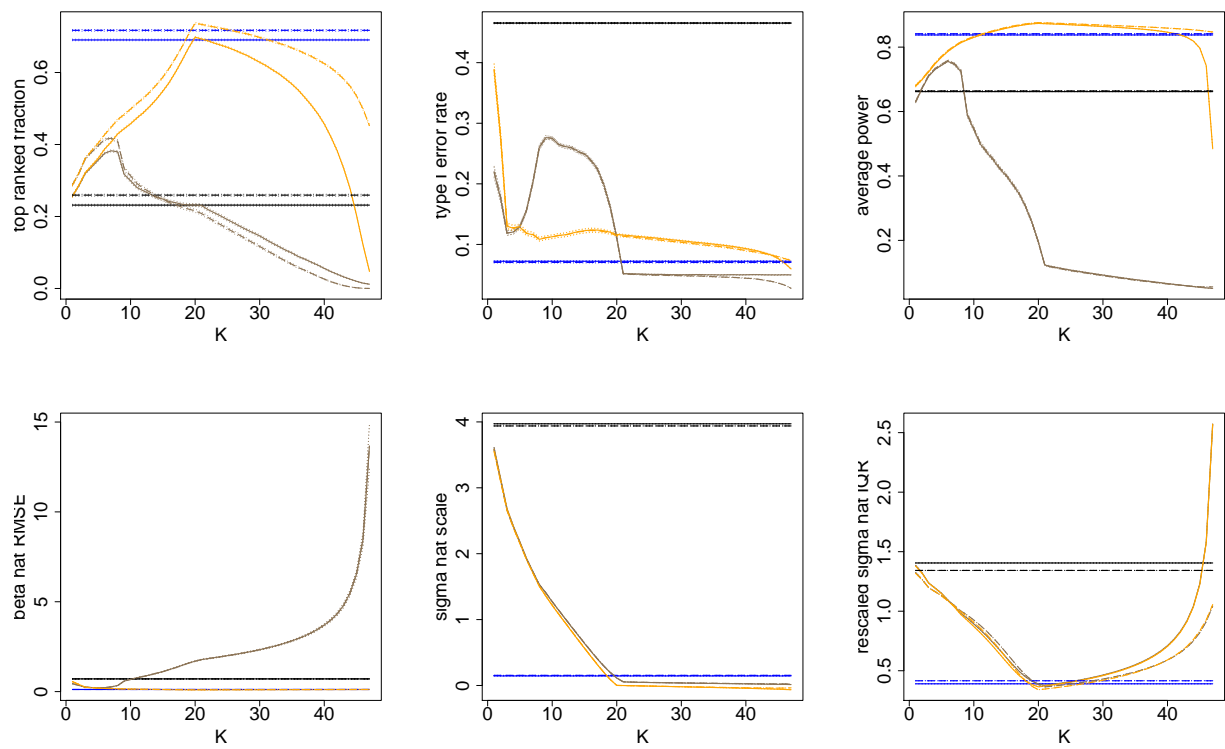 top ranked fraction
0.0 0.2 0.4 0.6
0 10 20 30 40
K
type I error rate
0.1 0.2 0.3 0.4
0 10 20 30 40
K
average power
0.2 0.4 0.6 0.8
0 10 20 30 40
K
beta nat RMSE
0 5 10 15
0 10 20 30 40
K
sigma nat scale
0 1 2 3 4
0 10 20 30 40
K
rescaled sigma nat IQR
0.5 1.0 1.5 2.0 2.5
0 10 20 30 40
K